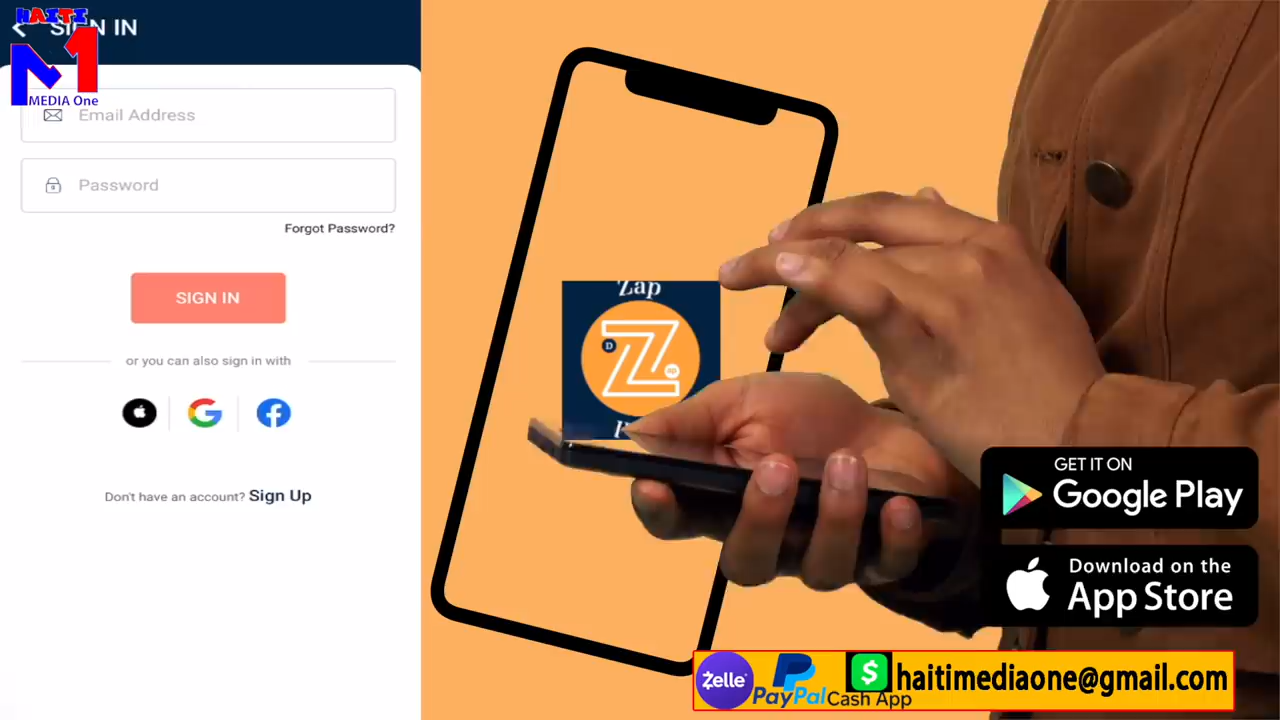 HAITI
SIGN IN
M1
MEDIA One
Email Address
Password
Forgot Password?
SIGN IN
or you can also sign in with
Don't have an account? Sign Up
Zap
D
Z
GET IT ON
Google Play
Download on the
App Store
Zelle
PayPal
$
Cash App
haitimediaone@gmail.com